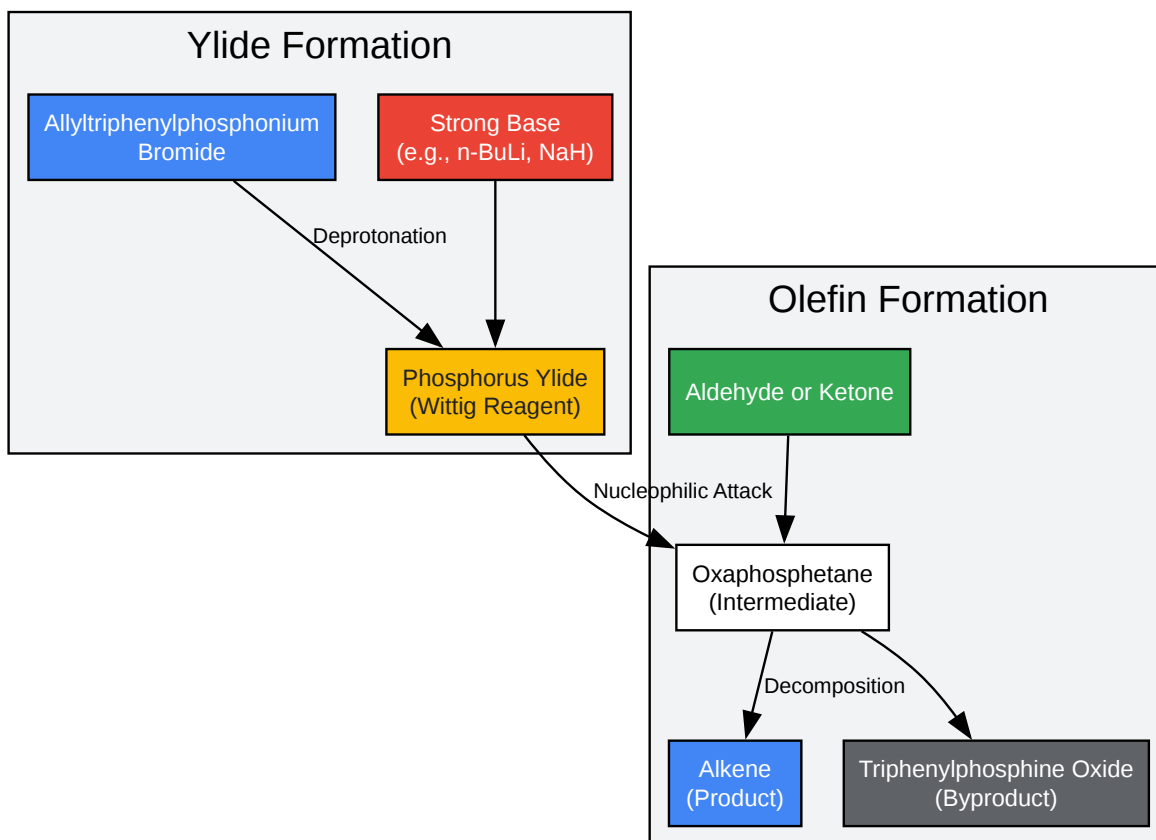 Ylide Formation
Allyltriphenylphosphonium
Bromide
Strong Base
(e.g., n-BuLi, NaH)
Deprotonation
Phosphorus Ylide
(Wittig Reagent)
Olefin Formation
Aldehyde or Ketone
Nucleophilic Attack
Oxaphosphetane
(Intermediate)
Decomposition
Alkene
(Product)
Triphenylphosphine Oxide
(Byproduct)